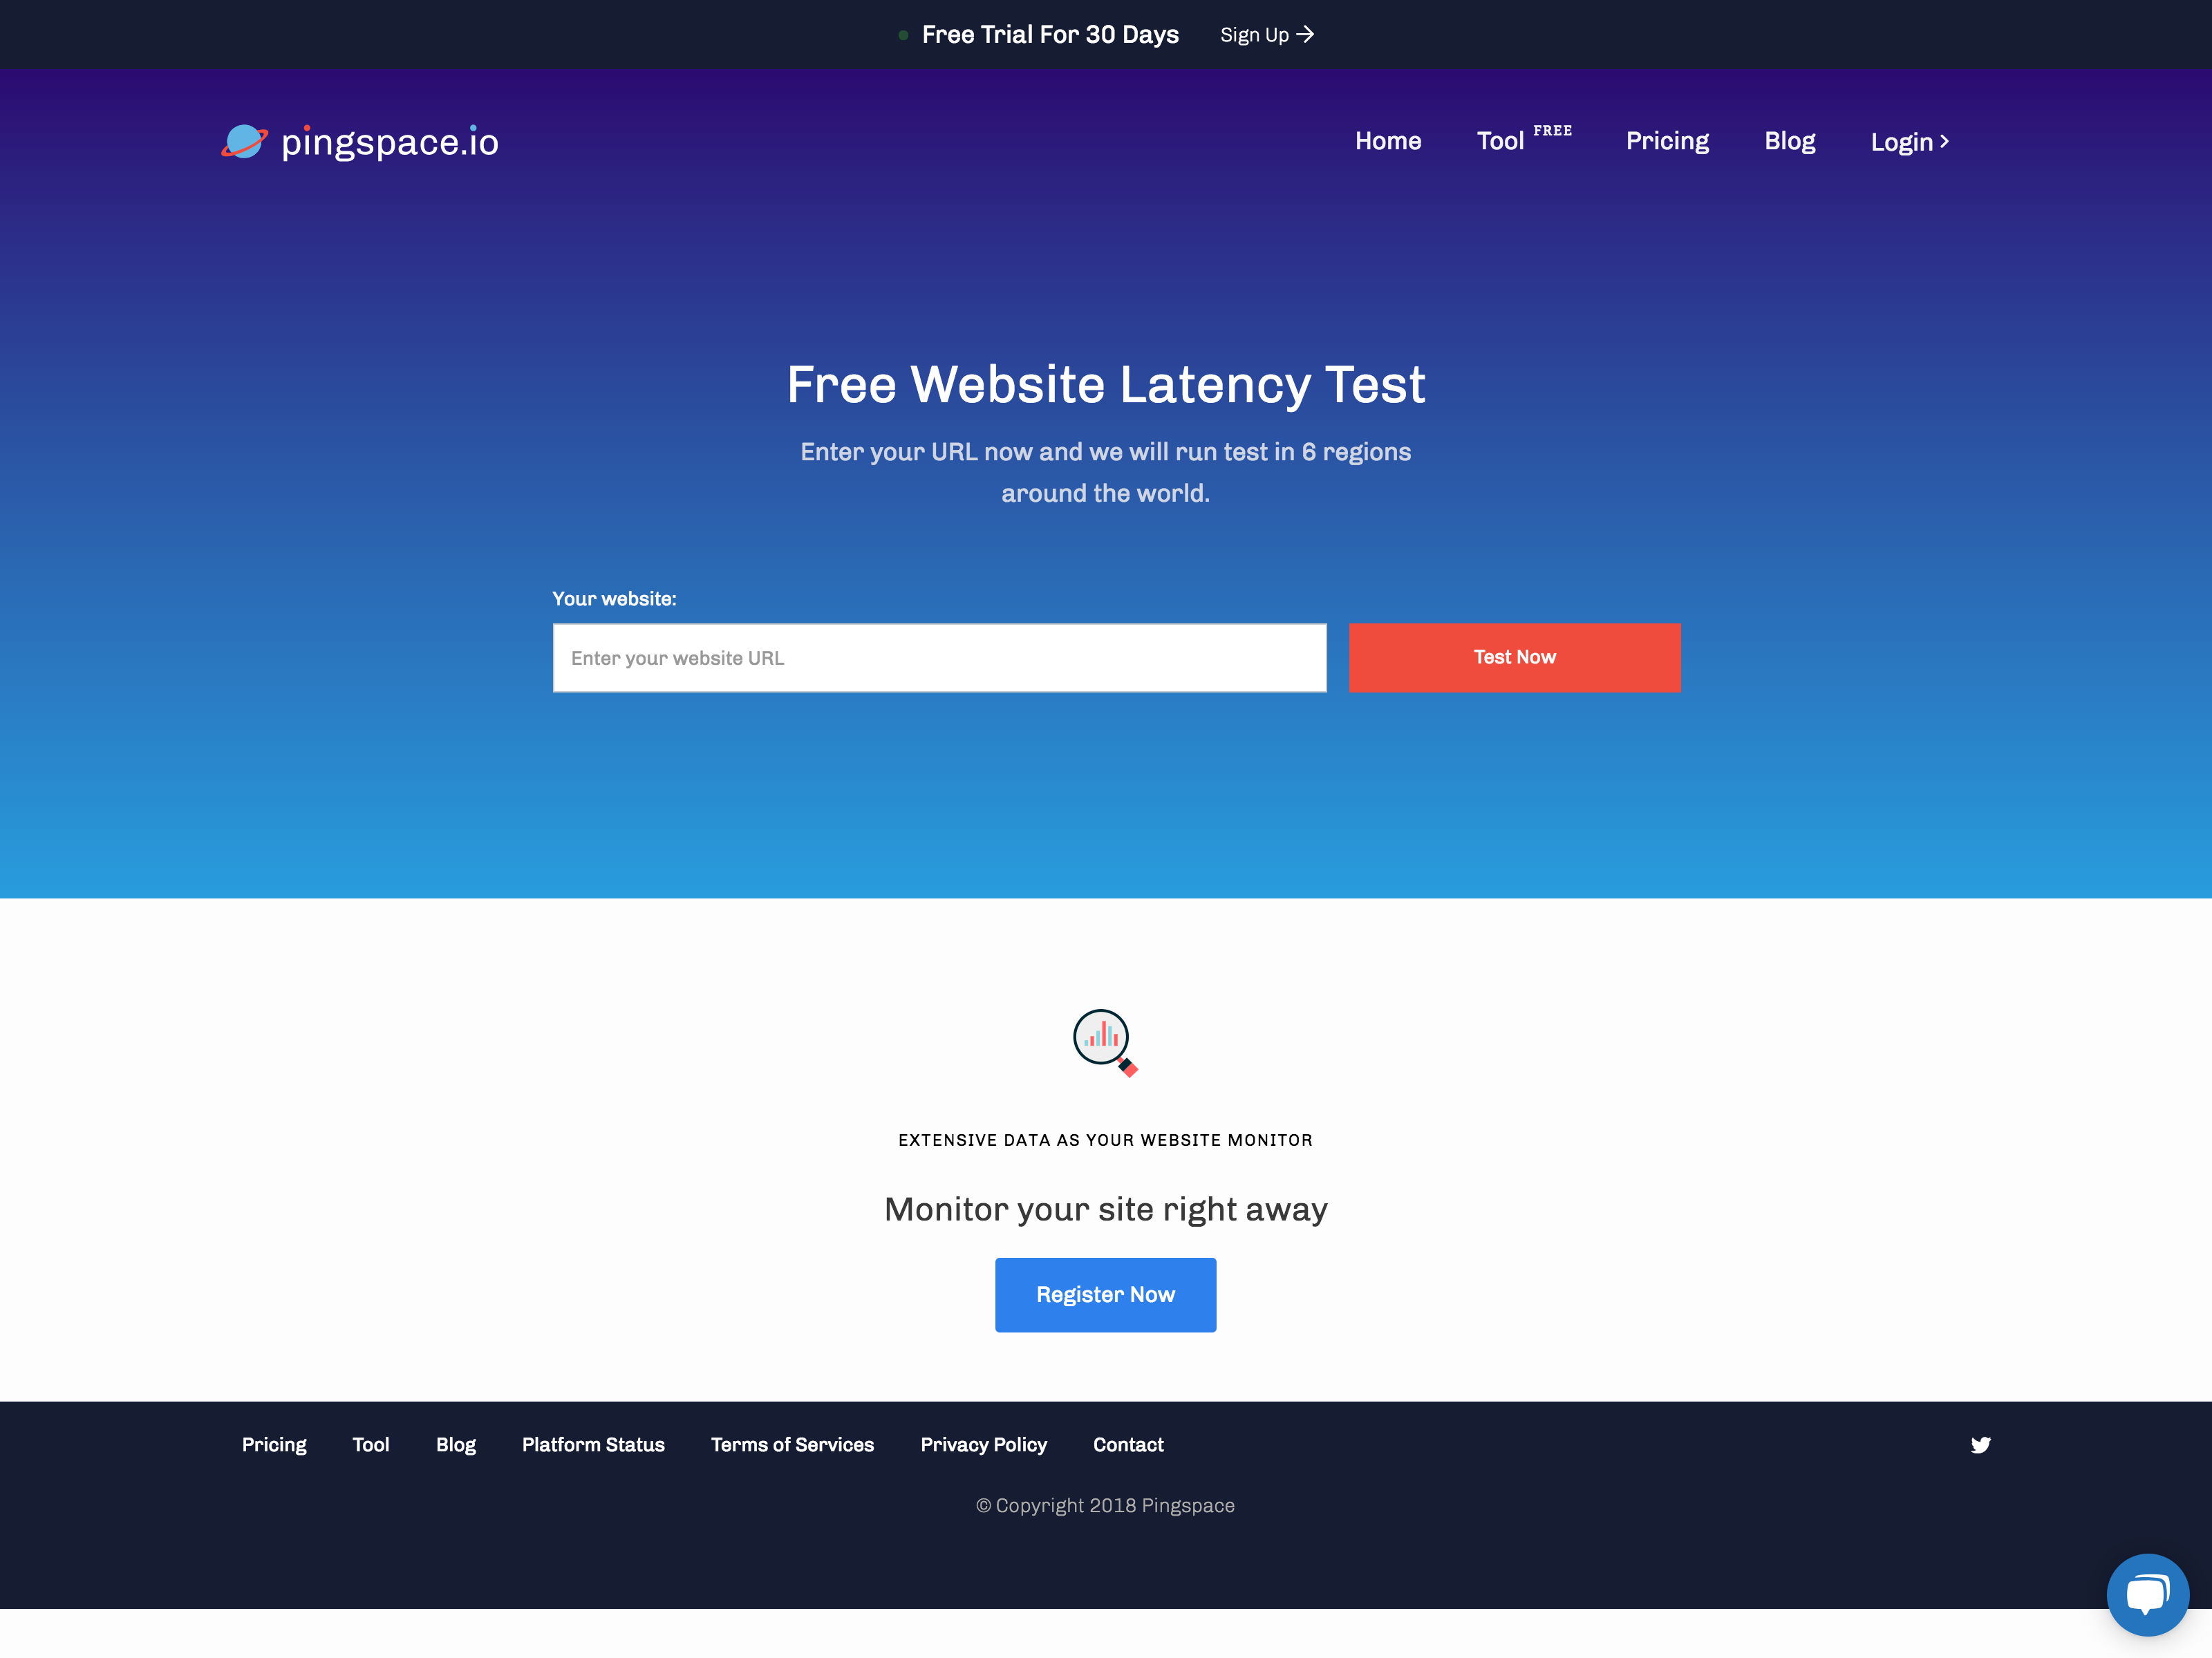 Free Trial For 30 Days Sign Up
pingspace.io
Home Tool FREE Pricing Blog Login
Free Website Latency Test
Enter your URL now and we will run test in 6 regions
around the world.
Your website:
Enter your website URL
Test Now
EXTENSIVE DATA AS YOUR WEBSITE MONITOR
Monitor your site right away
Register Now
Pricing Tool Blog Platform Status Terms of Services Privacy Policy Contact
© Copyright 2018 Pingspace